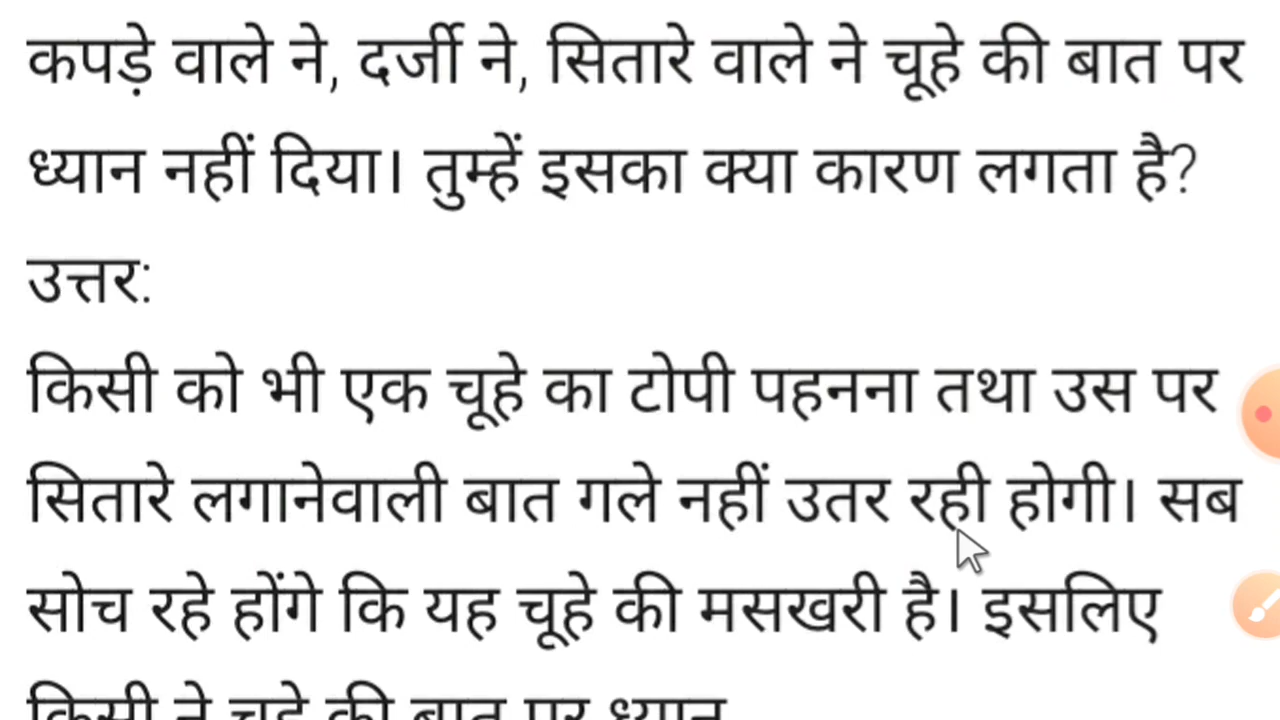 कपड़े वाले ने, दर्जी ने, सितारे वाले ने चूहे की बात पर
ध्यान नहीं दिया। तुम्हें इसका क्या कारण लगता है?
उत्तर:
किसी को भी एक चूहे का टोपी पहनना तथा उस पर
सितारे लगानेवाली बात गले नहीं उतर रही होगी। सब
सोच रहे होंगे कि यह चूहे की मसखरी है। इसलिए
किसी ने चूहे की बात पर ध्यान